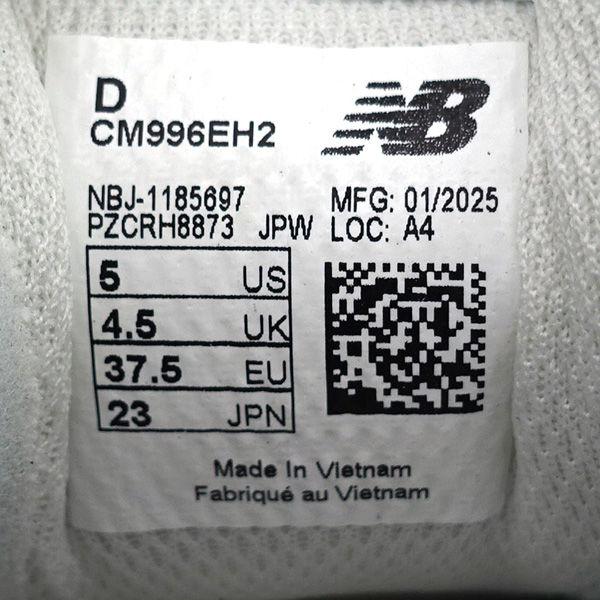 D
NB
CM996EH2
NBJ-1185697 MFG: 01/2025
PZCRH8873 JPW LOC: A4
5 US
4.5 UK
37.5 EU
23 JPN
Made In Vietnam
Fabriqué au Vietnam